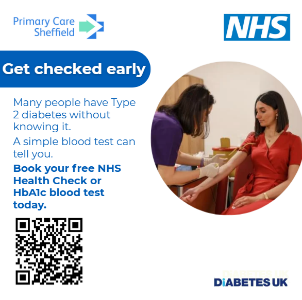 Primary Care
Sheffield
NHS
Get checked early
Many people have Type
2 diabetes without
knowing it.
A simple blood test can
tell you.
Book your free NHS
Health Check or
HbA1c blood test
today.
DiABETES UK